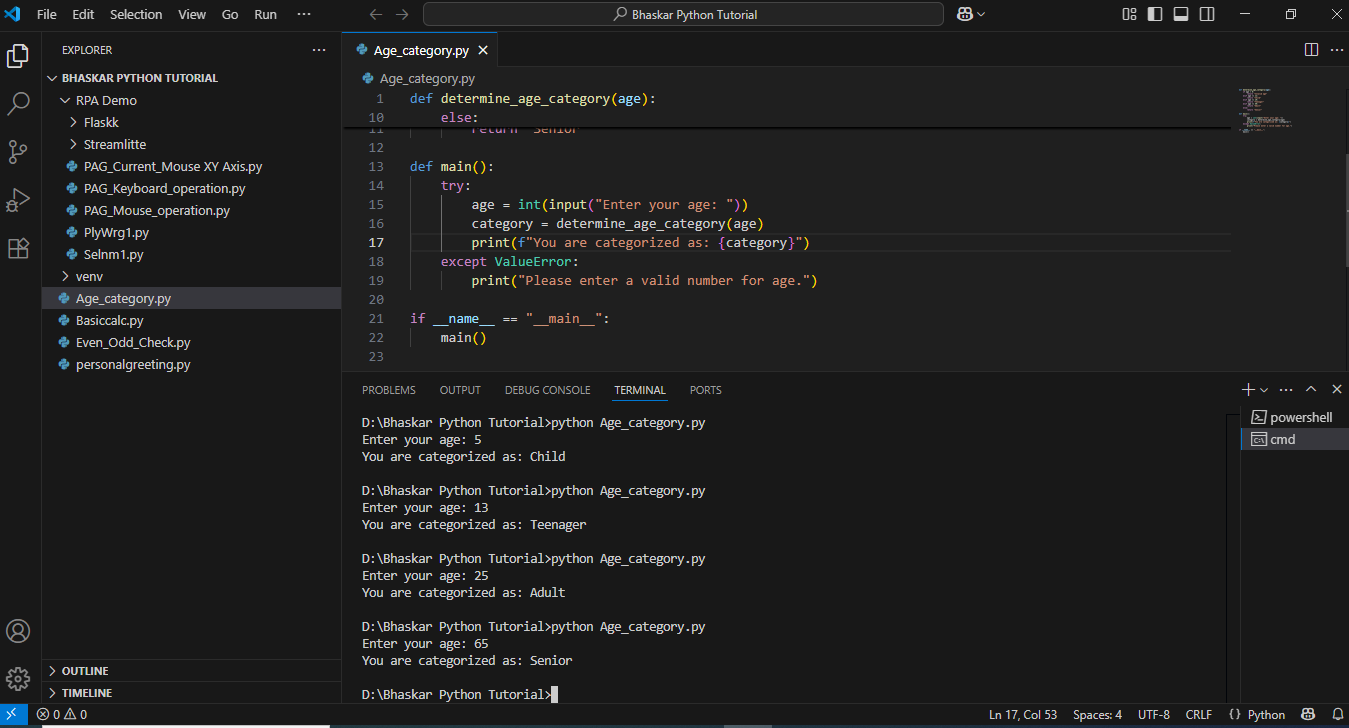 File Edit Selection View Go Run ···
Bhaskar Python Tutorial
EXPLORER
BHASKAR PYTHON TUTORIAL
RPA Demo
Flaskk
Streamlitte
PAG_Current_Mouse XY Axis.py
PAG_Keyboard_operation.py
PAG_Mouse_operation.py
PlyWrg1.py
Selnm1.py
venv
Age_category.py
Basiccalc.py
Even_Odd_Check.py
personalgreeting.py
OUTLINE
TIMELINE
Age_category.py
Age_category.py
1 def determine_age_category(age):
10 else:
11 return "Senior"
12
13 def main():
14 try:
15 age = int(input("Enter your age: "))
16 category = determine_age_category(age)
17 print(f"You are categorized as: {category}")
18 except ValueError:
19 print("Please enter a valid number for age.")
20
21 if __name__ == "__main__":
22 main()
23
PROBLEMS OUTPUT DEBUG CONSOLE TERMINAL PORTS
D:\Bhaskar Python Tutorial>python Age_category.py
Enter your age: 5
You are categorized as: Child
D:\Bhaskar Python Tutorial>python Age_category.py
Enter your age: 13
You are categorized as: Teenager
D:\Bhaskar Python Tutorial>python Age_category.py
Enter your age: 25
You are categorized as: Adult
D:\Bhaskar Python Tutorial>python Age_category.py
Enter your age: 65
You are categorized as: Senior
D:\Bhaskar Python Tutorial>
powershell
cmd
0 0
Ln 17, Col 53 Spaces: 4 UTF-8 CRLF {} Python